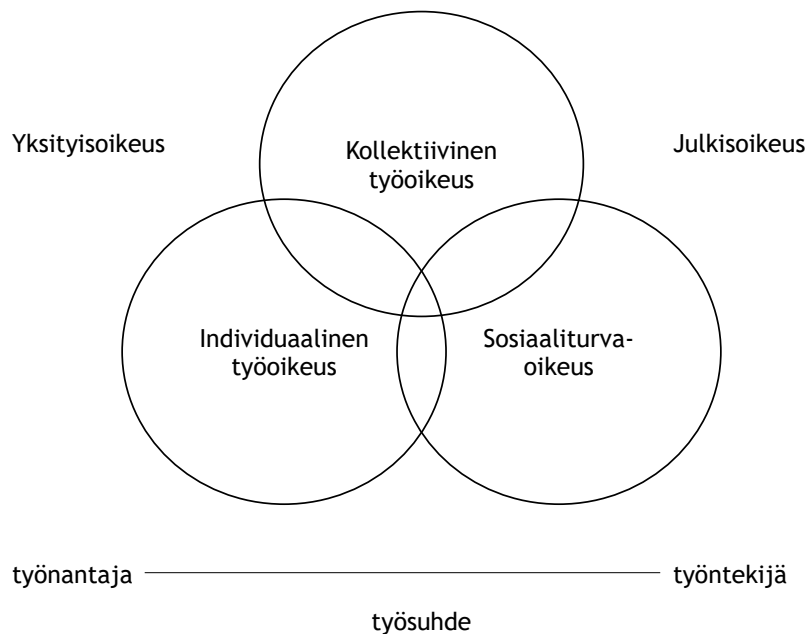 Yksityisoikeus
Julkisoikeus
Kollektiivinen
työoikeus
Individuaalinen
työoikeus
Sosiaaliturva-
oikeus
työnantaja
työntekijä
työsuhde